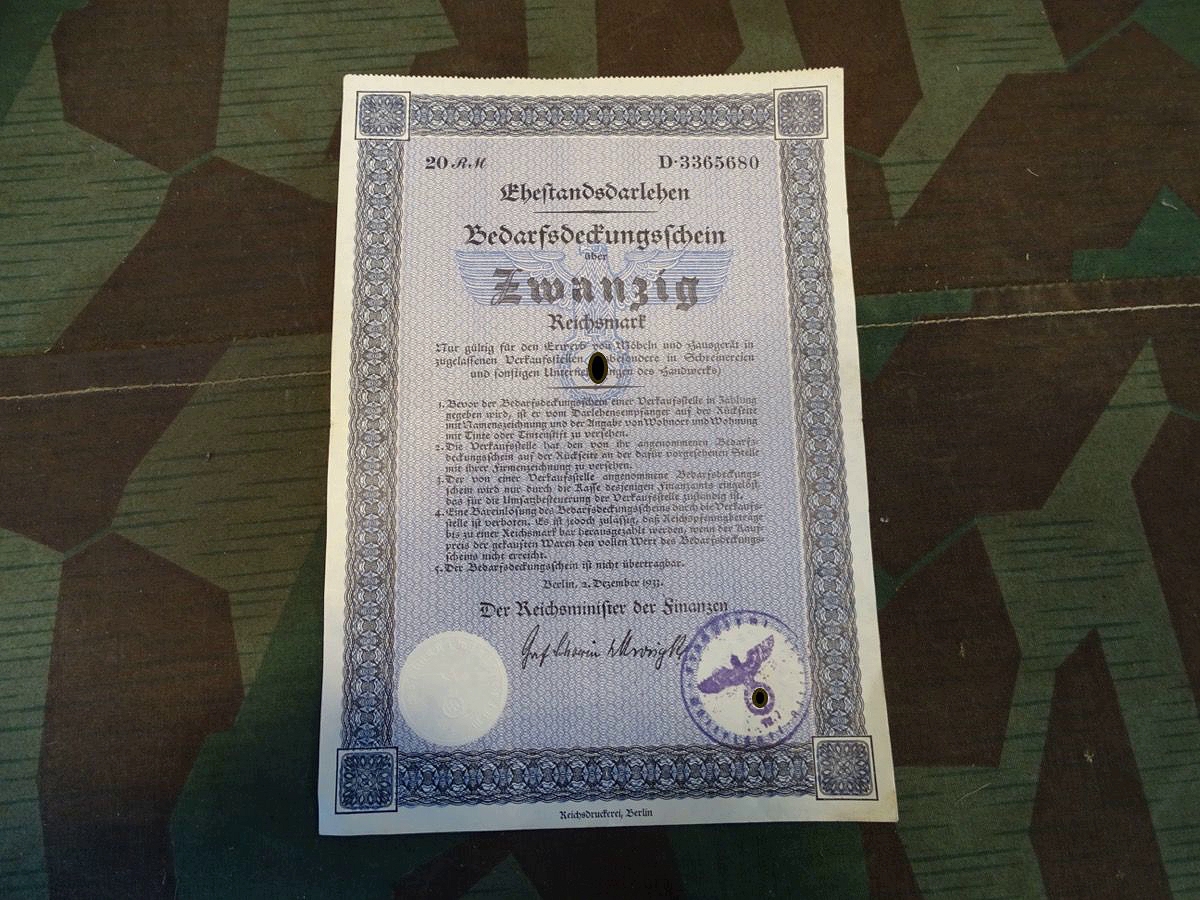 20 RM D·3365680
Ehestandsdarlehen
Bedarfsdeckungsschein
über
Zwanzig
Reichsmark
Nur gültig für den Erwerb von Möbeln und Hausgerät in
zugelassenen Verkaufsstellen besondere in Schreinereien
und sonstigen Unternehmungen des Handwerks)
1. Bevor der Bedarfsdeckungsschein einer Verkaufsstelle in Zahlung
gegeben wird, ist er vom Darlehensempfänger auf der Rückseite
mit Namenszeichnung und der Angabe von Wohnort und Wohnung
mit Tinte oder Tintenstift zu versehen.
2. Die Verkaufsstelle hat den von ihr angenommenen Bedarfs-
deckungsschein auf der Rückseite an der dafür vorgesehenen Stelle
mit ihrer Firmenzeichnung zu versehen.
3. Der von einer Verkaufsstelle angenommene Bedarfsdeckungs-
schein wird nur durch die Kasse desjenigen Finanzamts eingelöst,
das für die Umsatzbesteuerung der Verkaufsstelle zuständig ist.
4. Eine Bareinlösung des Bedarfsdeckungsscheins durch die Verkaufs-
stelle ist verboten. Es ist jedoch zulässig, daß Reichspfennigbeträge
bis zu einer Reichsmark bar herausgezahlt werden, wenn der Kauf-
preis der gekauften Waren den vollen Wert des Bedarfsdeckungs-
scheins nicht erreicht.
5. Der Bedarfsdeckungsschein ist nicht übertragbar.
Berlin, 2. Dezember 1933.
Der Reichsminister der Finanzen
Graf Schwerin v. Krosigk
Reichsdruckerei, Berlin